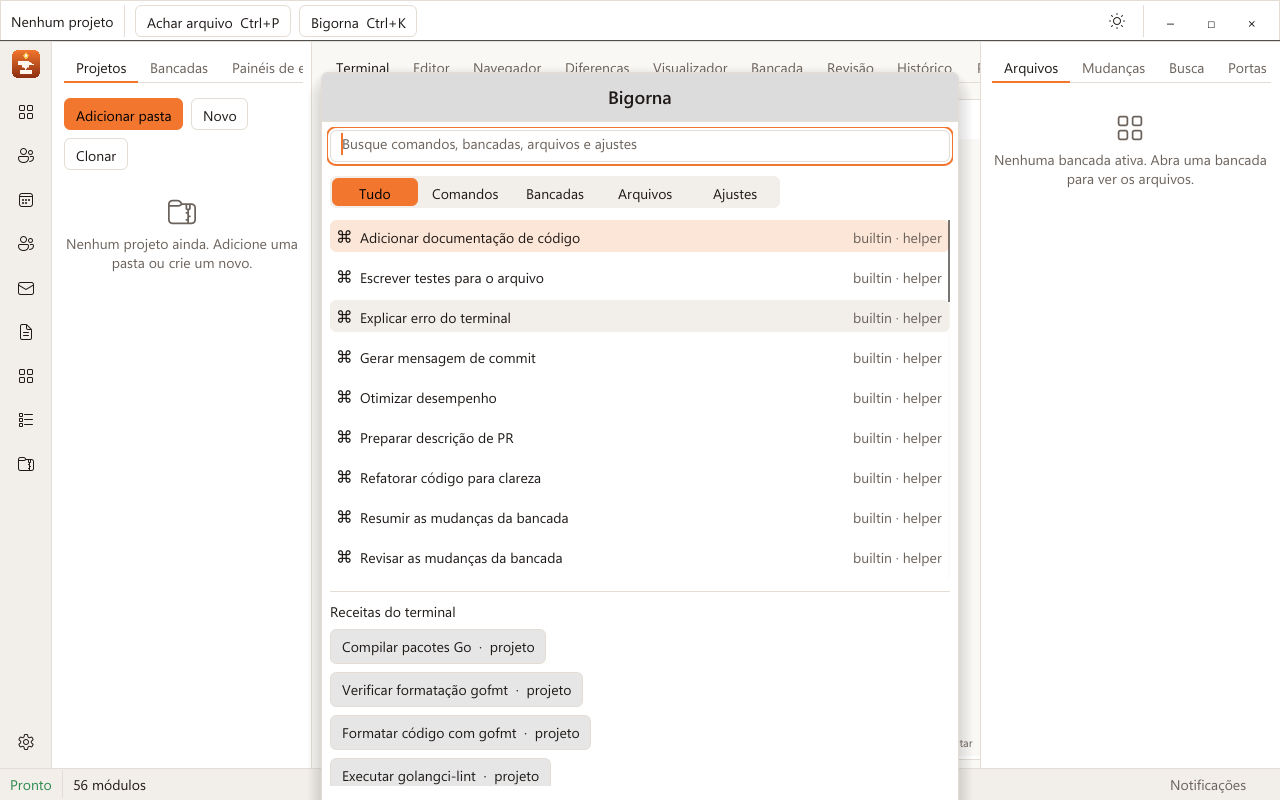 Nenhum projeto
Achar arquivo Ctrl+P
Bigorna Ctrl+K
Projetos
Bancadas
Painéis de e
Adicionar pasta
Novo
Clonar
Nenhum projeto ainda. Adicione uma
pasta ou crie um novo.
Terminal
Editor
Navegador
Diferenças
Visualizador
Bancada
Revisão
Histórico
Bigorna
Busque comandos, bancadas, arquivos e ajustes
Tudo
Comandos
Bancadas
Arquivos
Ajustes
⌘ Adicionar documentação de código builtin · helper
⌘ Escrever testes para o arquivo builtin · helper
⌘ Explicar erro do terminal builtin · helper
⌘ Gerar mensagem de commit builtin · helper
⌘ Otimizar desempenho builtin · helper
⌘ Preparar descrição de PR builtin · helper
⌘ Refatorar código para clareza builtin · helper
⌘ Resumir as mudanças da bancada builtin · helper
⌘ Revisar as mudanças da bancada builtin · helper
Receitas do terminal
Compilar pacotes Go · projeto
Verificar formatação gofmt · projeto
Formatar código com gofmt · projeto
Executar golangci-lint · projeto
tar
Arquivos
Mudanças
Busca
Portas
Nenhuma bancada ativa. Abra uma bancada
para ver os arquivos.
Pronto
56 módulos
Notificações